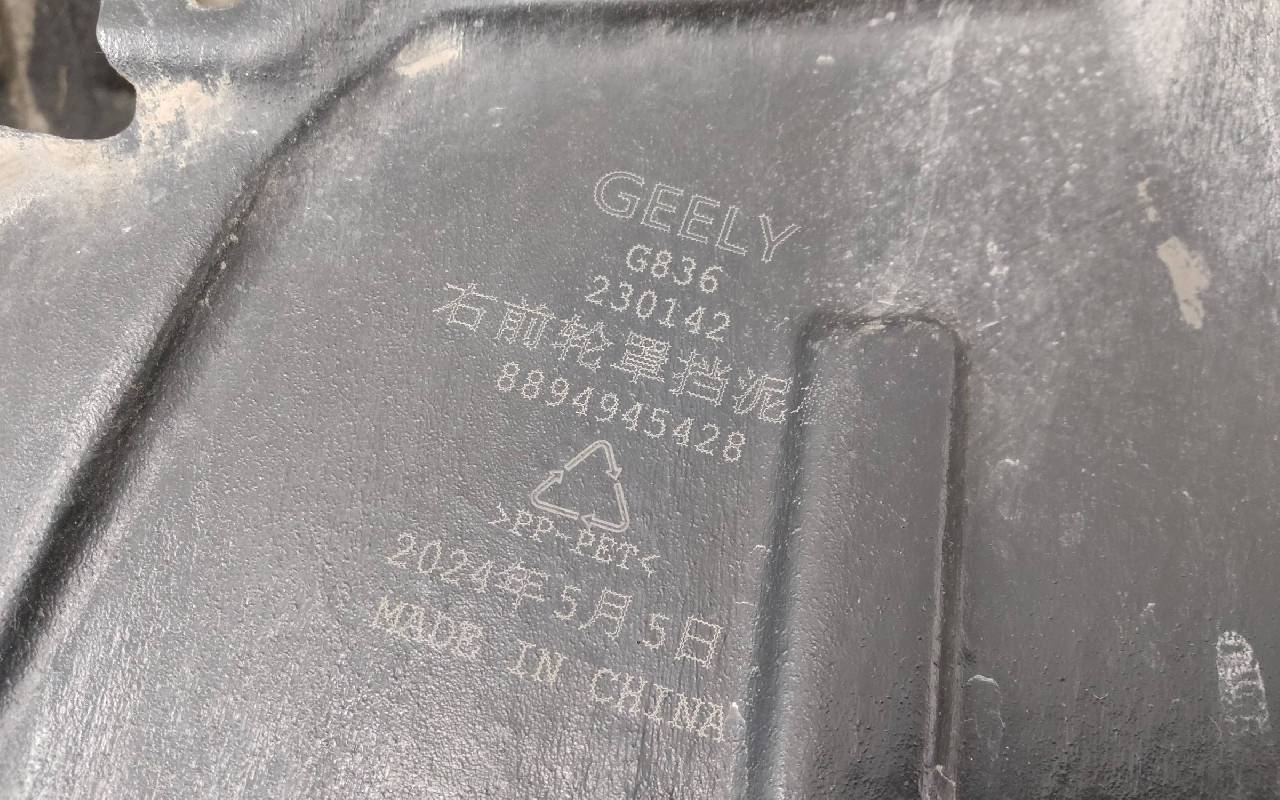 GEELY
G836
230142
右前轮罩挡泥
8894945428
>PP-PET<
2024年5月5日
MADE IN CHINA